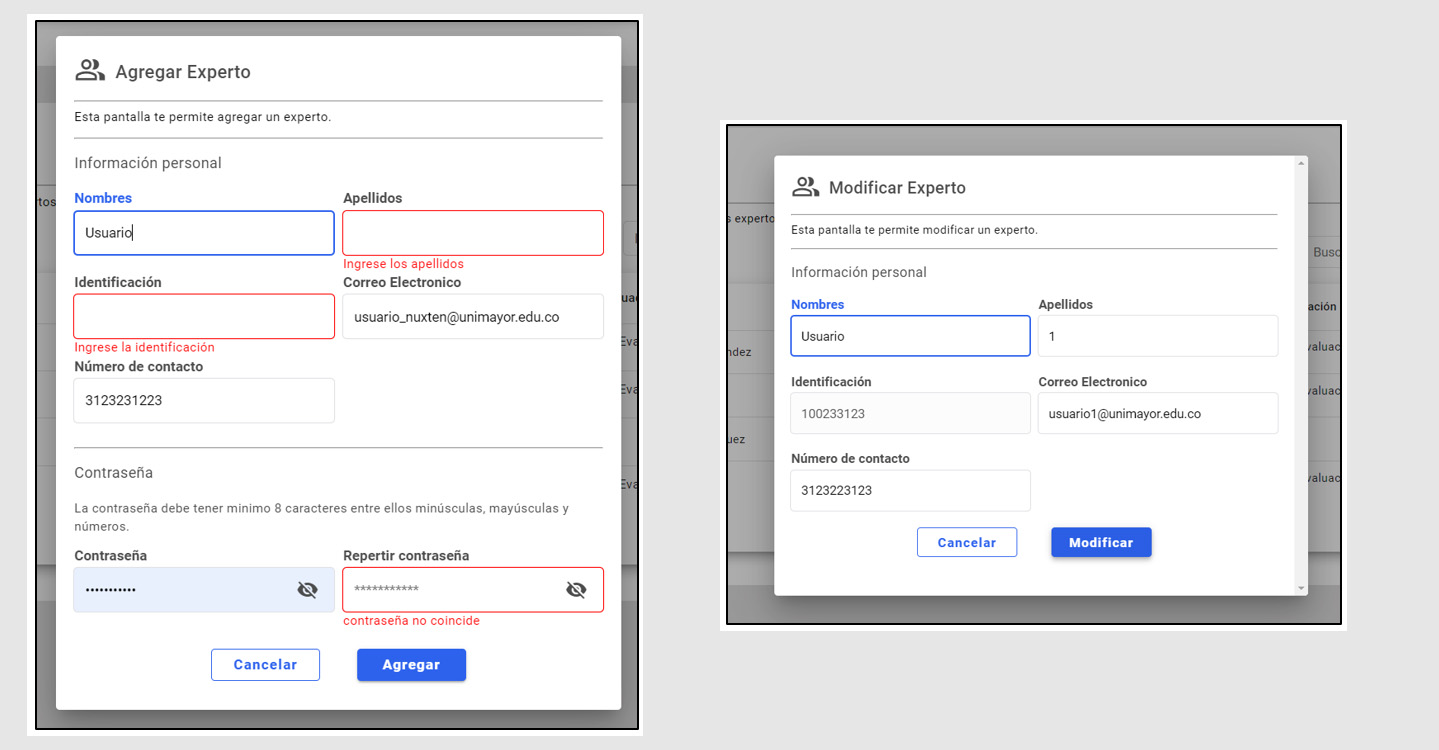 Agregar Experto
Esta pantalla te permite agregar un experto.
Información personal
Nombres
Apellidos
Usuario
Ingrese los apellidos
Identificación
Correo Electronico
usuario_nuxten@unimayor.edu.co
Ingrese la identificación
Número de contacto
3123231223
Contraseña
La contraseña debe tener minimo 8 caracteres entre ellos minúsculas, mayúsculas y
números.
Contraseña
Repertir contraseña
•••••••••••
***********
contraseña no coincide
Cancelar
Agregar
Modificar Experto
Esta pantalla te permite modificar un experto.
Información personal
Nombres
Apellidos
Usuario
1
Identificación
Correo Electronico
100233123
usuario1@unimayor.edu.co
Número de contacto
3123223123
Cancelar
Modificar